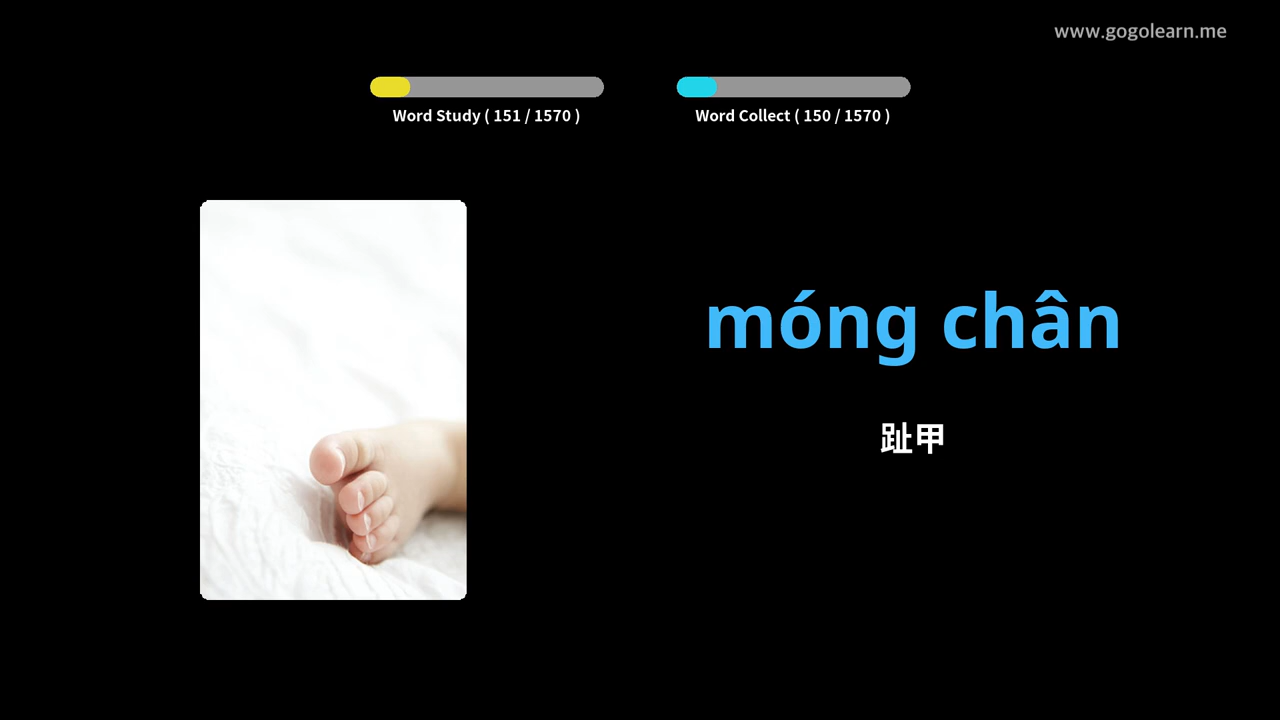 www.gogolearn.me
Word Study ( 151 / 1570 )
Word Collect ( 150 / 1570 )
móng chân
趾甲